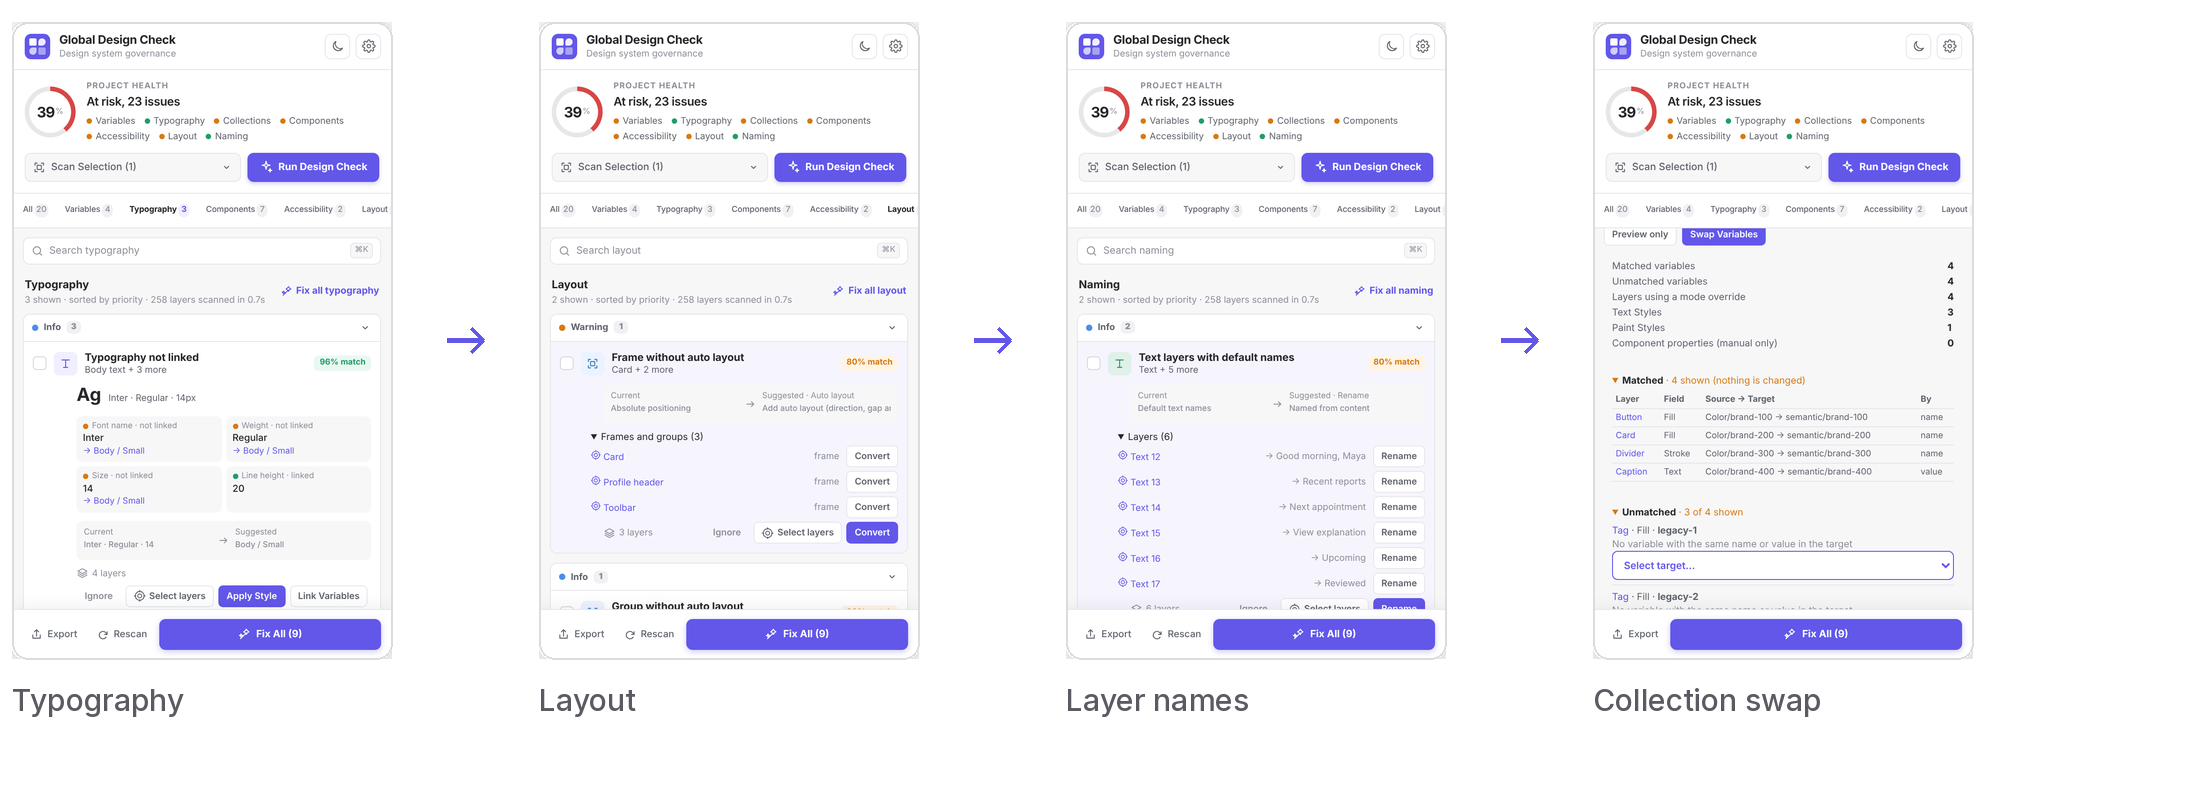 Global Design Check
Design system governance
PROJECT HEALTH
39%
At risk, 23 issues
Variables Typography Collections Components
Accessibility Layout Naming
Scan Selection (1)
Run Design Check
All 20 Variables 4 Typography 3 Components 7 Accessibility 2 Layout
Search typography ⌘K
Typography
Fix all typography
3 shown · sorted by priority · 258 layers scanned in 0.7s
Info 3
Typography not linked
Body text + 3 more
96% match
Ag Inter · Regular · 14px
Font name · not linked
Inter
→ Body / Small
Weight · not linked
Regular
→ Body / Small
Size · not linked
14
→ Body / Small
Line height · linked
20
Current
Inter · Regular · 14
→
Suggested
Body / Small
4 layers
Ignore Select layers Apply Style Link Variables
Export Rescan Fix All (9)
Typography
→
Global Design Check
Design system governance
PROJECT HEALTH
39%
At risk, 23 issues
Variables Typography Collections Components
Accessibility Layout Naming
Scan Selection (1)
Run Design Check
All 20 Variables 4 Typography 3 Components 7 Accessibility 2 Layout
Search layout ⌘K
Layout
Fix all layout
2 shown · sorted by priority · 258 layers scanned in 0.7s
Warning 1
Frame without auto layout
Card + 2 more
80% match
Current
Absolute positioning
→
Suggested · Auto layout
Add auto layout (direction, gap
Frames and groups (3)
Card frame Convert
Profile header frame Convert
Toolbar frame Convert
3 layers Ignore Select layers Convert
Info 1
Group without auto layout
Export Rescan Fix All (9)
Layout
→
Global Design Check
Design system governance
PROJECT HEALTH
39%
At risk, 23 issues
Variables Typography Collections Components
Accessibility Layout Naming
Scan Selection (1)
Run Design Check
All 20 Variables 4 Typography 3 Components 7 Accessibility 2 Layout
Search naming ⌘K
Naming
Fix all naming
2 shown · sorted by priority · 258 layers scanned in 0.7s
Info 2
Text layers with default names
Text + 5 more
80% match
Current
Default text names
→
Suggested · Rename
Named from content
Layers (6)
Text 12 → Good morning, Maya Rename
Text 13 → Recent reports Rename
Text 14 → Next appointment Rename
Text 15 → View explanation Rename
Text 16 → Upcoming Rename
Text 17 → Reviewed Rename
6 layers Ignore Select layers Rename
Export Rescan Fix All (9)
Layer names
→
Global Design Check
Design system governance
PROJECT HEALTH
39%
At risk, 23 issues
Variables Typography Collections Components
Accessibility Layout Naming
Scan Selection (1)
Run Design Check
All 20 Variables 4 Typography 3 Components 7 Accessibility 2 Layout
Preview only Swap Variables
Matched variables 4
Unmatched variables 4
Layers using a mode override 4
Text Styles 3
Paint Styles 1
Component properties (manual only) 0
Matched · 4 shown (nothing is changed)
Layer Field Source → Target By
Button Fill Color/brand-100 → semantic/brand-100 name
Card Fill Color/brand-200 → semantic/brand-200 name
Divider Stroke Color/brand-300 → semantic/brand-300 name
Caption Text Color/brand-400 → semantic/brand-400 value
Unmatched · 3 of 4 shown
Tag · Fill · legacy-1
No variable with the same name or value in the target
Select target...
Tag · Fill · legacy-2
No variable with the same name or value in the target
Export Fix All (9)
Collection swap